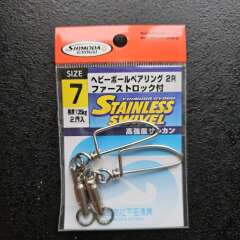 SHIMODA
GYOGU
SIZE
7
ヘビーボールベアリング 2R
ファーストロック付
STAINLESS
SWIVEL
高強度サルカン
2個入